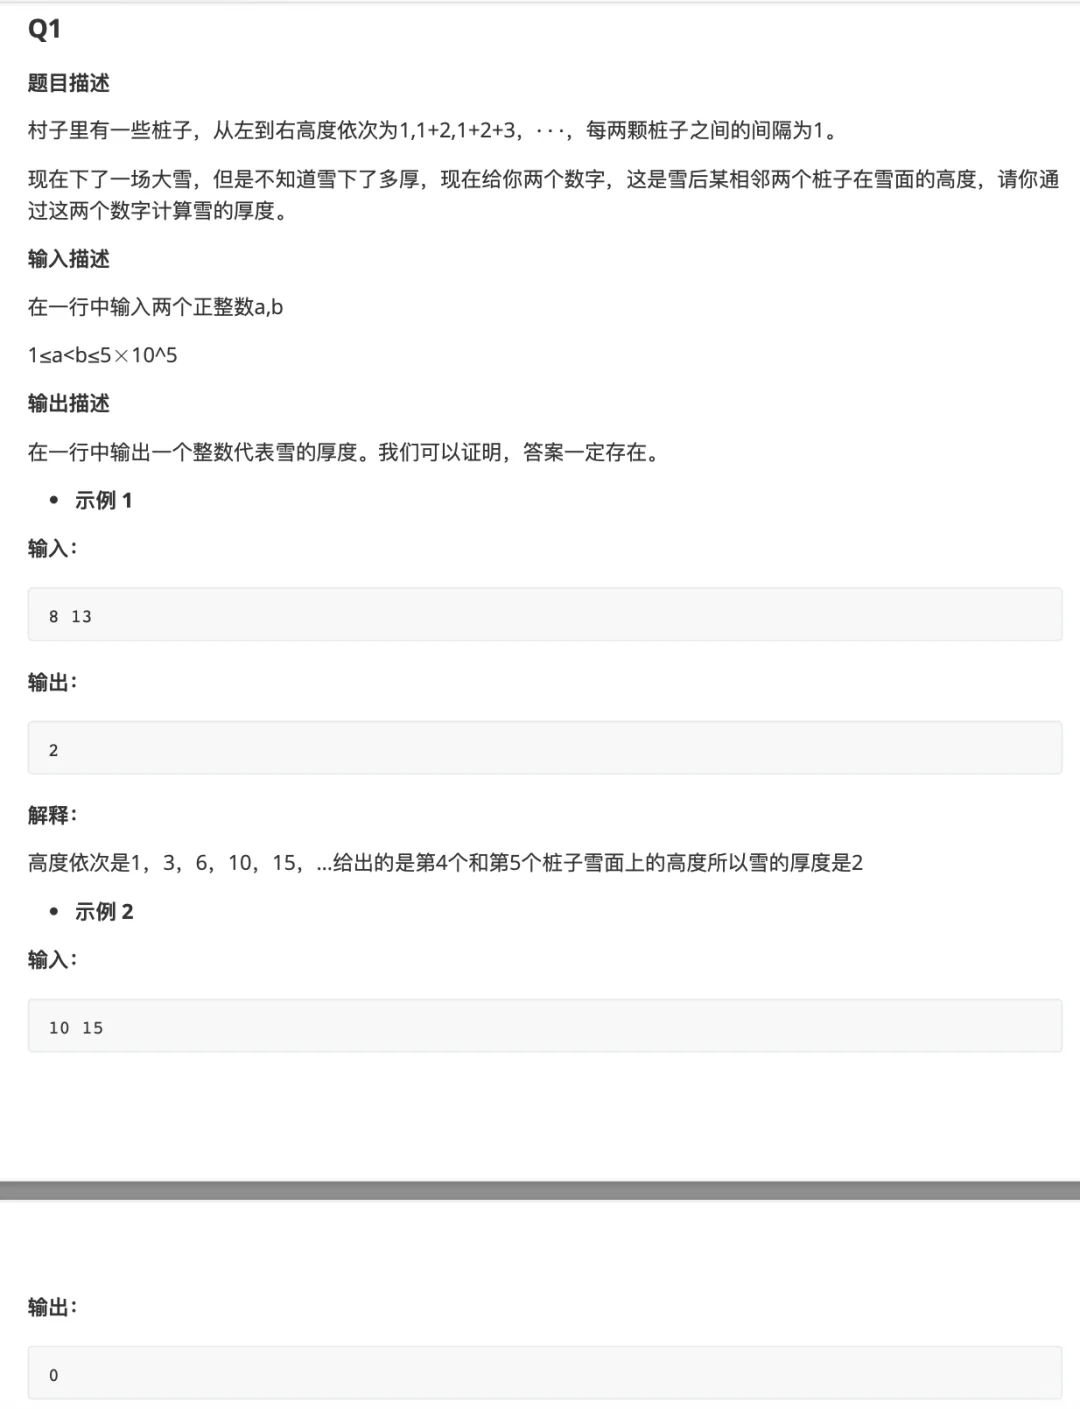 Q1
题目描述
村子里有一些桩子，从左到右高度依次为1,1+2,1+2+3，···，每两颗桩子之间的间隔为1。
现在下了一场大雪，但是不知道雪下了多厚，现在给你两个数字，这是雪后某相邻两个桩子在雪面的高度，请你通
过这两个数字计算雪的厚度。
输入描述
在一行中输入两个正整数a,b
1≤a<b≤5×10^5
输出描述
在一行中输出一个整数代表雪的厚度。我们可以证明，答案一定存在。
• 示例 1
输入：
8 13
输出：
2
解释：
高度依次是1，3，6，10，15，...给出的是第4个和第5个桩子雪面上的高度所以雪的厚度是2
• 示例 2
输入：
10 15
输出：
0